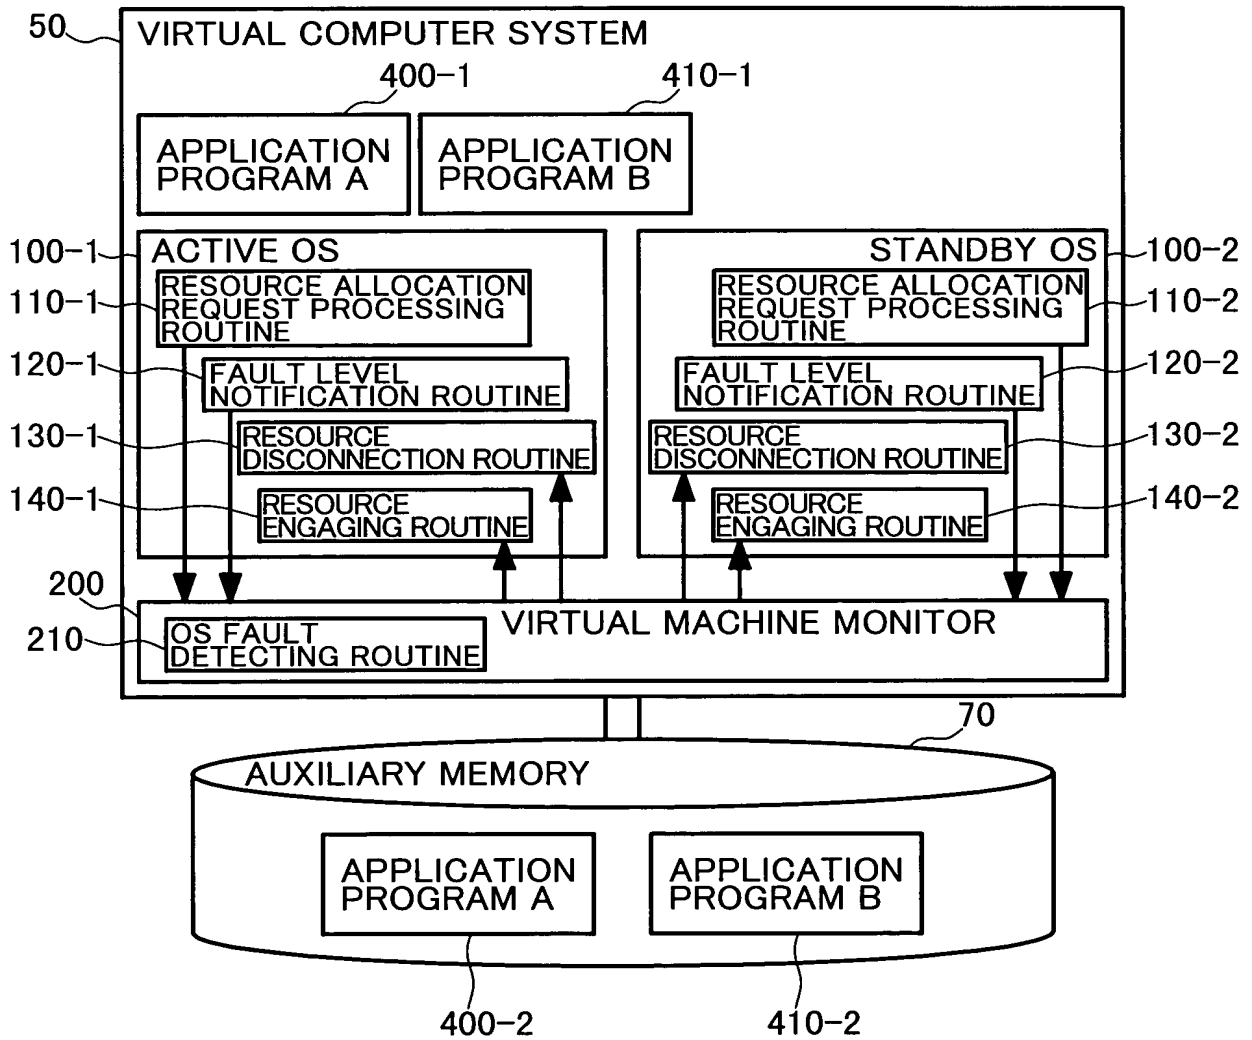 50
VIRTUAL COMPUTER SYSTEM
400-1
410-1
APPLICATION
PROGRAM A
APPLICATION
PROGRAM B
100-1
ACTIVE OS
STANDBY OS
100-2
110-1
RESOURCE ALLOCATION
REQUEST PROCESSING
ROUTINE
RESOURCE ALLOCATION
REQUEST PROCESSING
ROUTINE
110-2
120-1
FAULT LEVEL
NOTIFICATION ROUTINE
FAULT LEVEL
NOTIFICATION ROUTINE
120-2
130-1
RESOURCE
DISCONNECTION ROUTINE
RESOURCE
DISCONNECTION ROUTINE
130-2
140-1
RESOURCE
ENGAGING ROUTINE
RESOURCE
ENGAGING ROUTINE
140-2
200
VIRTUAL MACHINE MONITOR
210
OS FAULT
DETECTING ROUTINE
70
AUXILIARY MEMORY
APPLICATION
PROGRAM A
APPLICATION
PROGRAM B
400-2
410-2